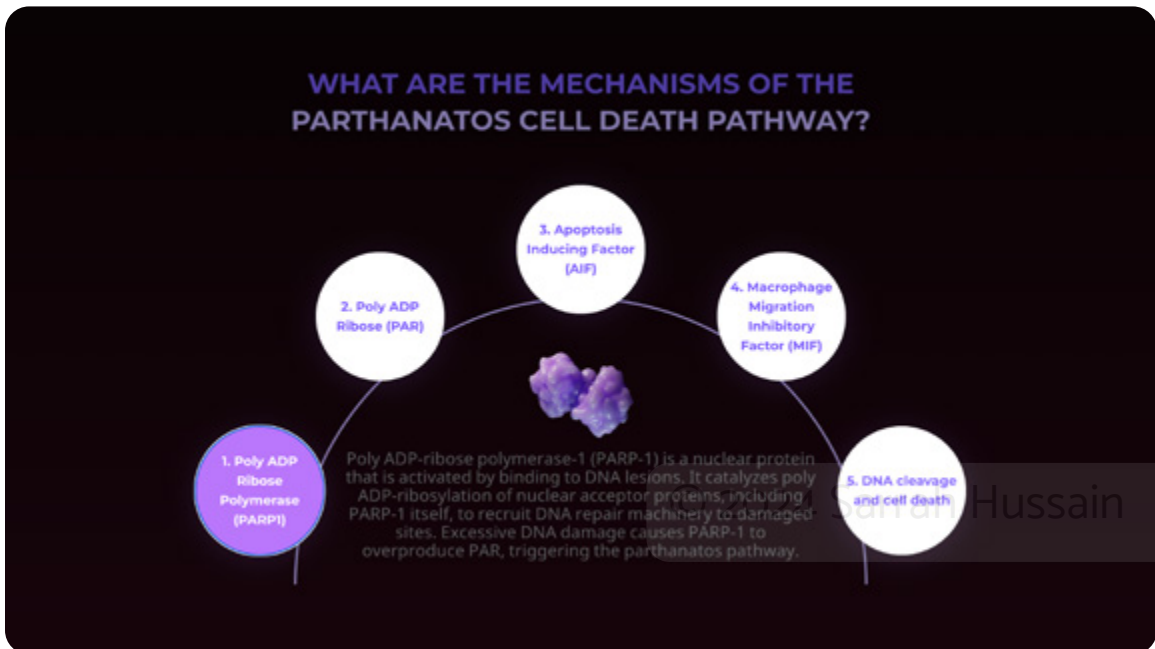 WHAT ARE THE MECHANISMS OF THE
PARTHANATOS CELL DEATH PATHWAY?
1. Poly ADP
Ribose
Polymerase
(PARP1)
2. Poly ADP
Ribose (PAR)
3. Apoptosis
Inducing Factor
(AIF)
4. Macrophage
Migration
Inhibitory
Factor (MIF)
5. DNA cleavage
and cell death
Poly ADP-ribose polymerase-1 (PARP-1) is a nuclear protein
that is activated by binding to DNA lesions. It catalyzes poly
ADP-ribosylation of nuclear acceptor proteins, including
PARP-1 itself, to recruit DNA repair machinery to damaged
sites. Excessive DNA damage causes PARP-1 to
overproduce PAR, triggering the parthanatos pathway.
Hussain